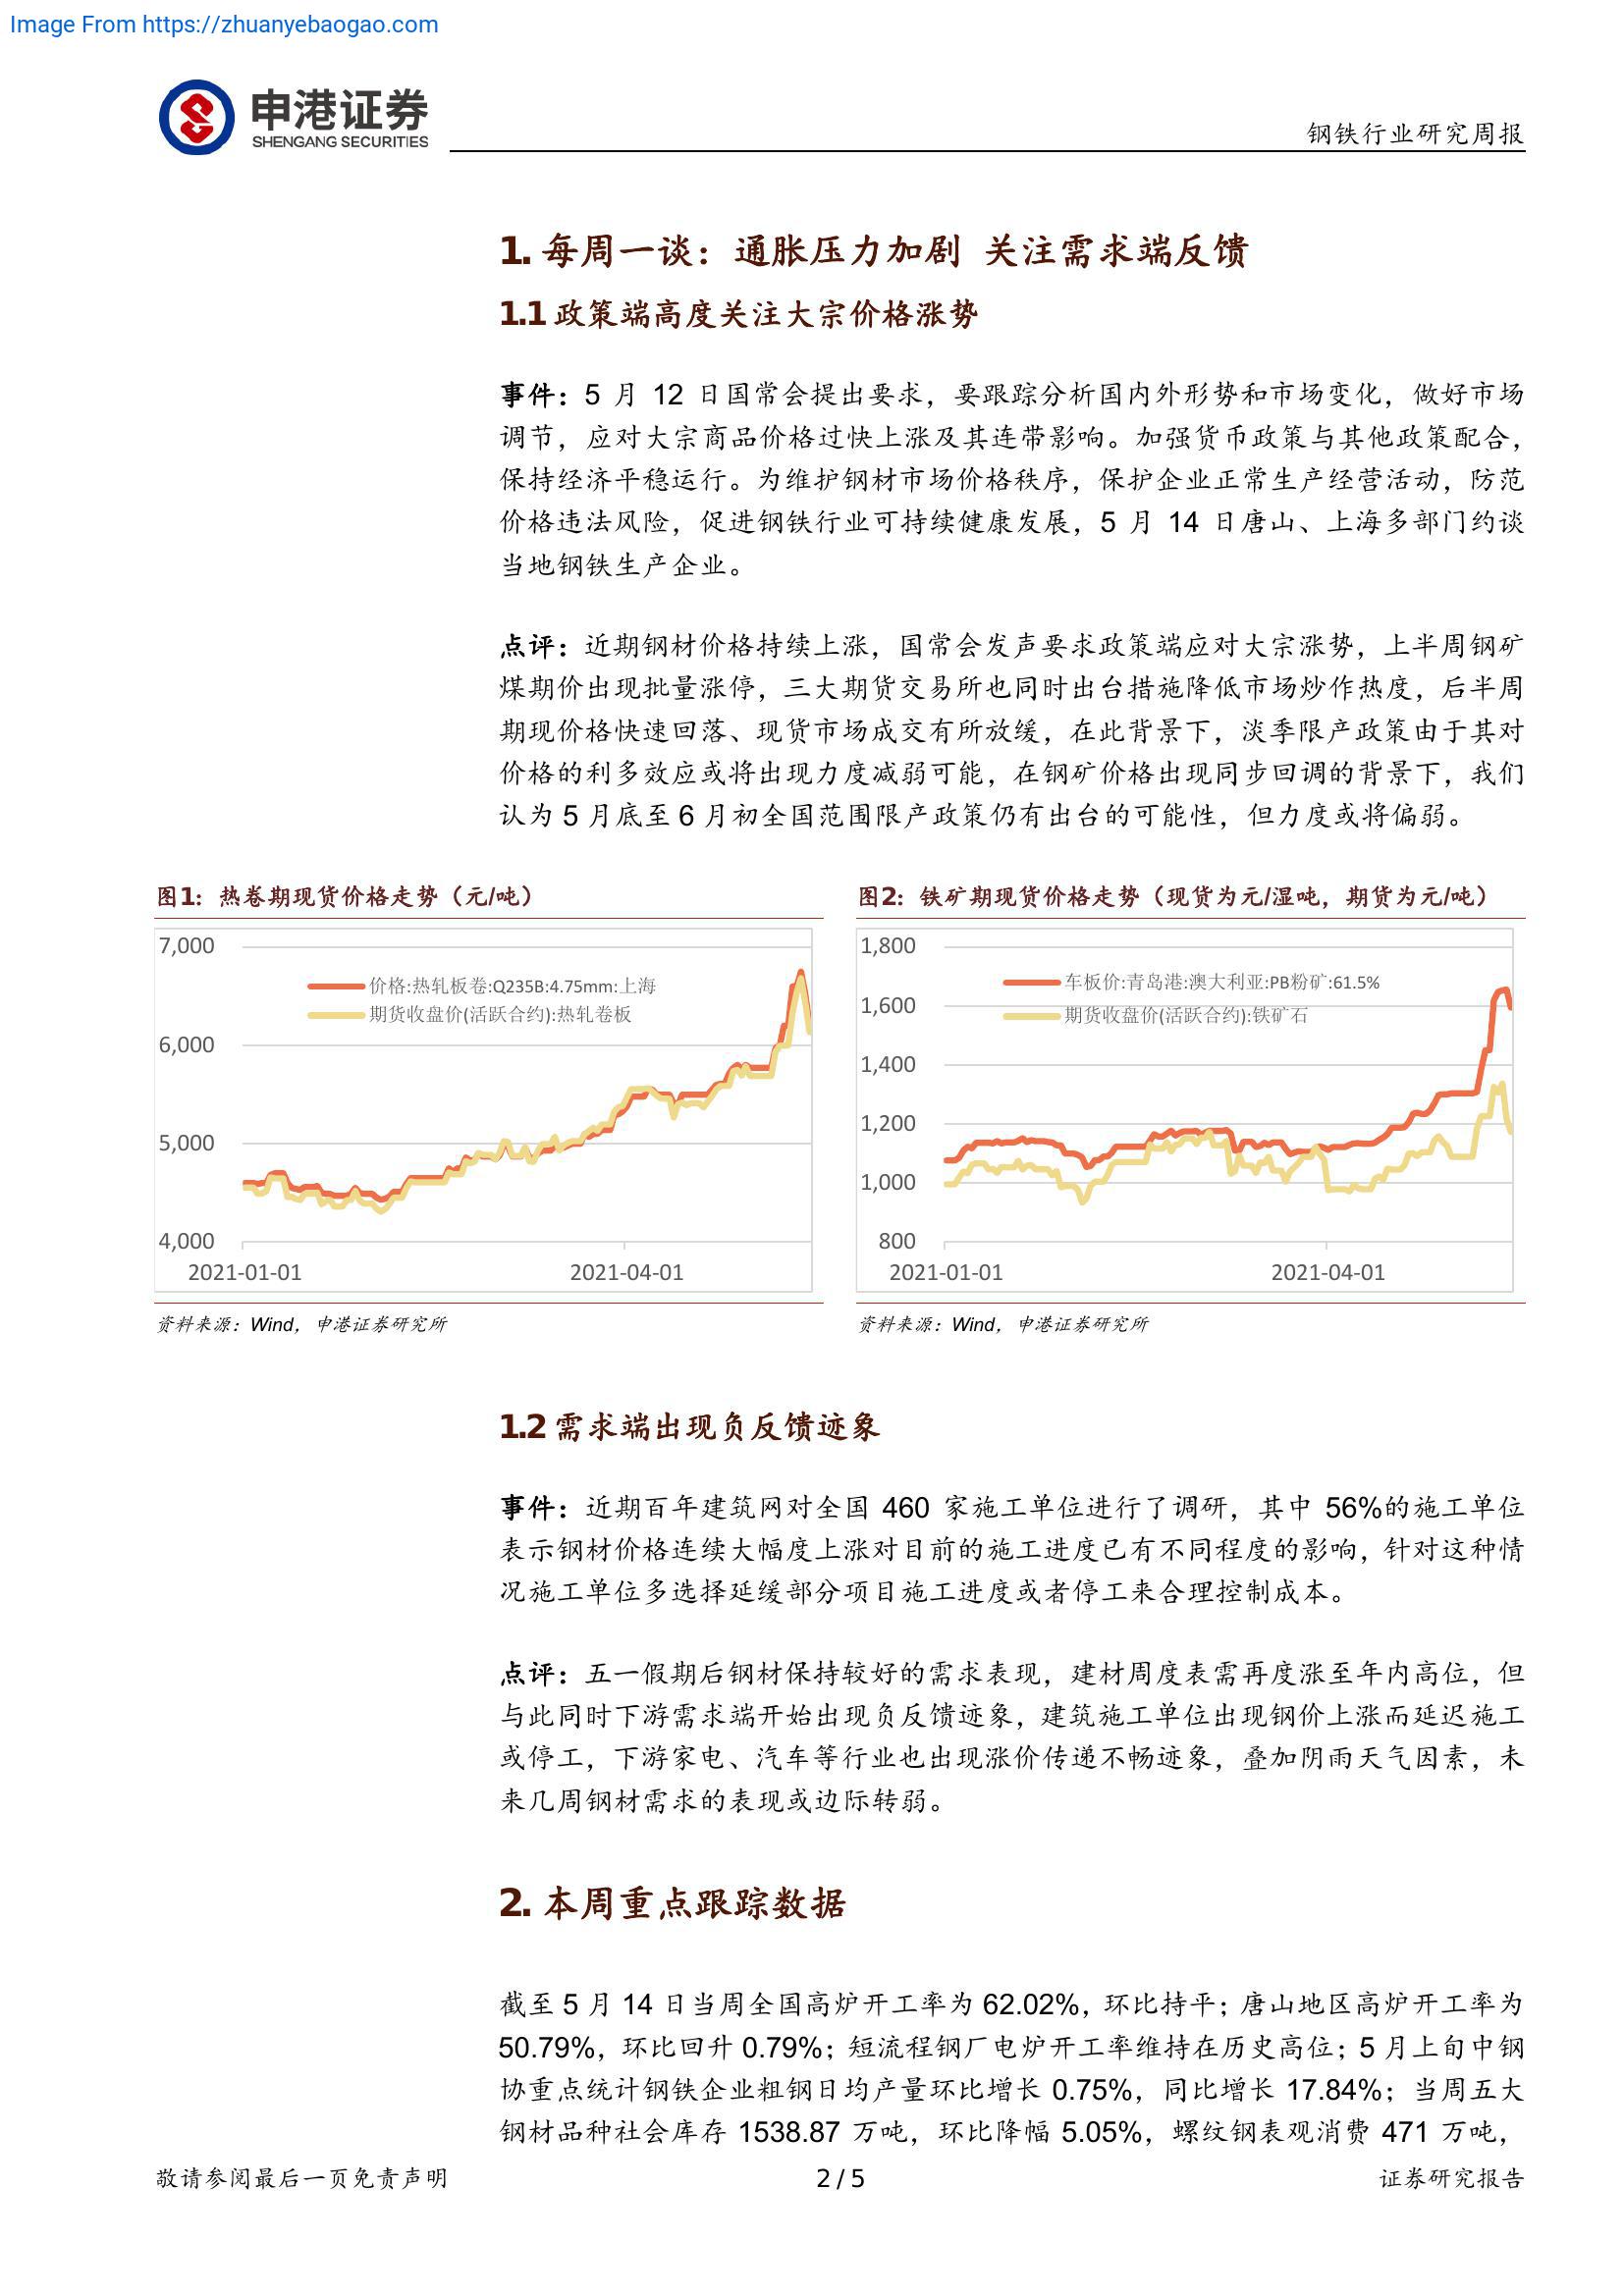 Image From https://zhuanyebaogao.com
申港证券
SHENGANG SECURITIES
钢铁行业研究周报
1. 每周一谈：通胀压力加剧 关注需求端反馈
1.1 政策端高度关注大宗价格涨势
事件：5 月 12 日国常会提出要求，要跟踪分析国内外形势和市场变化，做好市场
调节，应对大宗商品价格过快上涨及其连带影响。加强货币政策与其他政策配合，
保持经济平稳运行。为维护钢材市场价格秩序，保护企业正常生产经营活动，防范
价格违法风险，促进钢铁行业可持续健康发展，5 月 14 日唐山、上海多部门约谈
当地钢铁生产企业。
点评：近期钢材价格持续上涨，国常会发声要求政策端应对大宗涨势，上半周钢矿
煤期价出现批量涨停，三大期货交易所也同时出台措施降低市场炒作热度，后半周
期现价格快速回落、现货市场成交有所放缓，在此背景下，淡季限产政策由于其对
价格的利多效应或将出现力度减弱可能，在钢矿价格出现同步回调的背景下，我们
认为 5 月底至 6 月初全国范围限产政策仍有出台的可能性，但力度或将偏弱。
图1：热卷期现货价格走势（元/吨）
7,000
价格:热轧板卷:Q235B:4.75mm:上海
期货收盘价(活跃合约):热轧卷板
6,000
5,000
4,000
2021-01-01 2021-04-01
资料来源：Wind，申港证券研究所
图2：铁矿期现货价格走势（现货为元/湿吨，期货为元/吨）
1,800
车板价:青岛港:澳大利亚:PB粉矿:61.5%
1,600
期货收盘价(活跃合约):铁矿石
1,400
1,200
1,000
800
2021-01-01 2021-04-01
资料来源：Wind，申港证券研究所
1.2 需求端出现负反馈迹象
事件：近期百年建筑网对全国 460 家施工单位进行了调研，其中 56%的施工单位
表示钢材价格连续大幅度上涨对目前的施工进度已有不同程度的影响，针对这种情
况施工单位多选择延缓部分项目施工进度或者停工来合理控制成本。
点评：五一假期后钢材保持较好的需求表现，建材周度表需再度涨至年内高位，但
与此同时下游需求端开始出现负反馈迹象，建筑施工单位出现钢价上涨而延迟施工
或停工，下游家电、汽车等行业也出现涨价传递不畅迹象，叠加阴雨天气因素，未
来几周钢材需求的表现或边际转弱。
2. 本周重点跟踪数据
截至 5 月 14 日当周全国高炉开工率为 62.02%，环比持平；唐山地区高炉开工率为
50.79%，环比回升 0.79%；短流程钢厂电炉开工率维持在历史高位；5 月上旬中钢
协重点统计钢铁企业粗钢日均产量环比增长 0.75%，同比增长 17.84%；当周五大
钢材品种社会库存 1538.87 万吨，环比降幅 5.05%，螺纹钢表观消费 471 万吨，
敬请参阅最后一页免责声明 2 / 5 证券研究报告